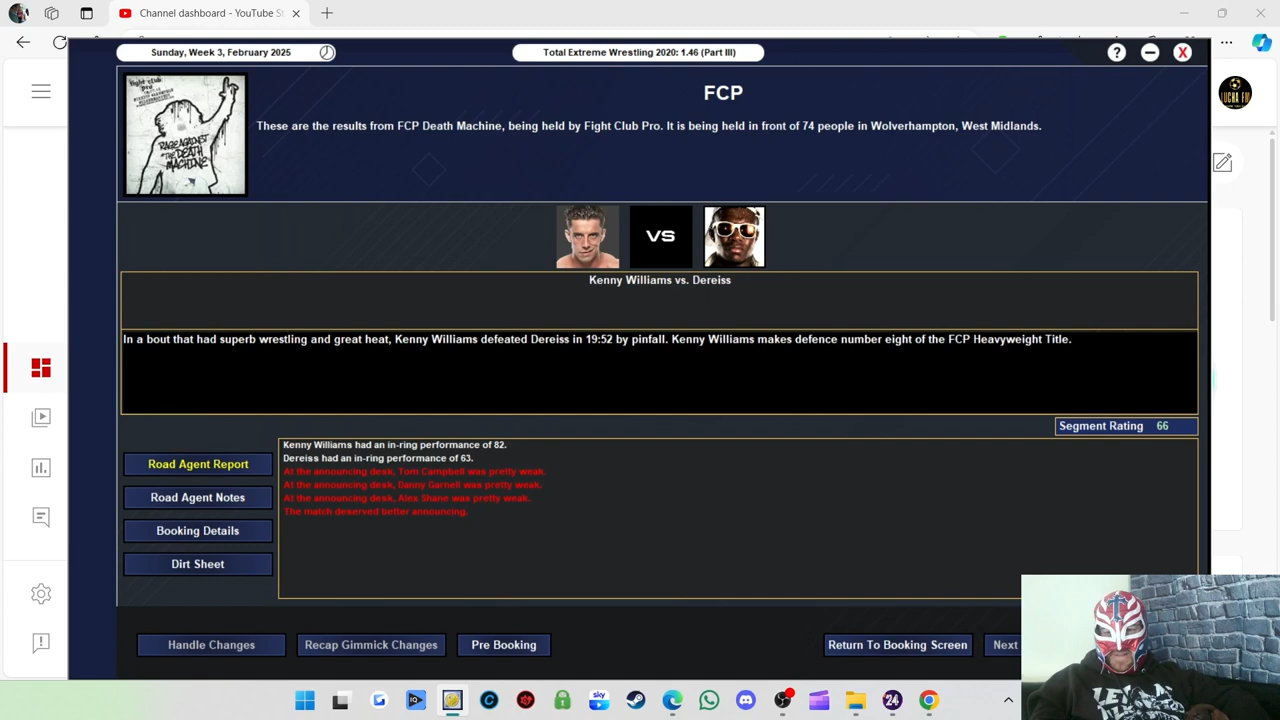 Channel dashboard - YouTube St
Sunday, Week 3, February 2025
Total Extreme Wrestling 2020: 1.46 (Part III)
?
X
FCP
These are the results from FCP Death Machine, being held by Fight Club Pro. It is being held in front of 74 people in Wolverhampton, West Midlands.
fight club
pro
RAGE AGAINST
THE DEATH
MACHINE
LUCHA FM
VS
Kenny Williams vs. Dereiss
In a bout that had superb wrestling and great heat, Kenny Williams defeated Dereiss in 19:52 by pinfall. Kenny Williams makes defence number eight of the FCP Heavyweight Title.
Segment Rating 66
Kenny Williams had an in-ring performance of 82.
Dereiss had an in-ring performance of 63.
At the announcing desk, Tom Campbell was pretty weak.
At the announcing desk, Danny Garnell was pretty weak.
At the announcing desk, Alex Shane was pretty weak.
The match deserved better announcing.
Road Agent Report
Road Agent Notes
Booking Details
Dirt Sheet
Handle Changes
Recap Gimmick Changes
Pre Booking
Return To Booking Screen
Next
sky
24